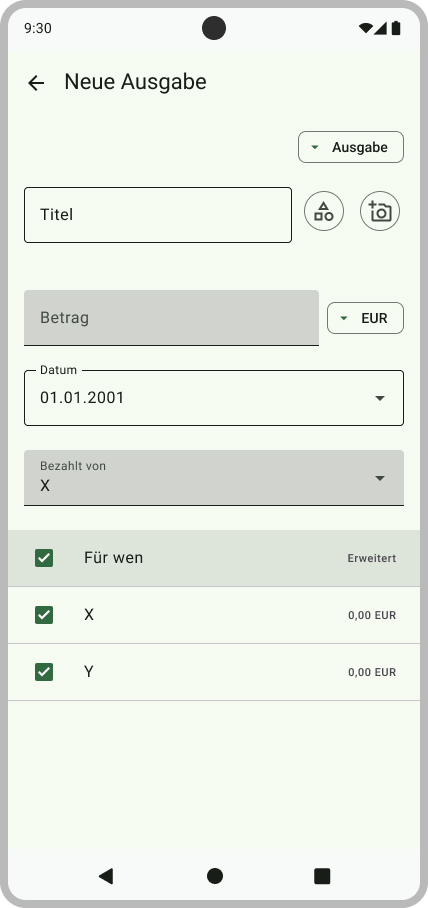 9:30
Neue Ausgabe
Ausgabe
Titel
Betrag
EUR
Datum
01.01.2001
Bezahlt von
X
Für wen
Erweitert
X
0,00 EUR
Y
0,00 EUR